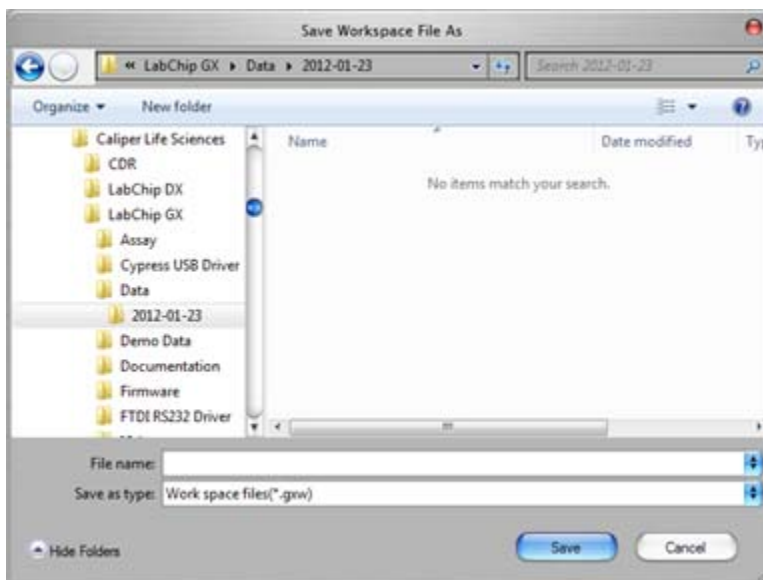 Save Workspace File As
« LabChip GX ▸ Data ▸ 2012-01-23
Search 2012-01-23
Organize
New folder
Caliper Life Sciences
CDR
LabChip DX
LabChip GX
Assay
Cypress USB Driver
Data
2012-01-23
Demo Data
Documentation
Firmware
FTDI RS232 Driver
Name
Date modified
Ty
No items match your search.
File name:
Save as type: Work space files(*.gxw)
Hide Folders
Save
Cancel